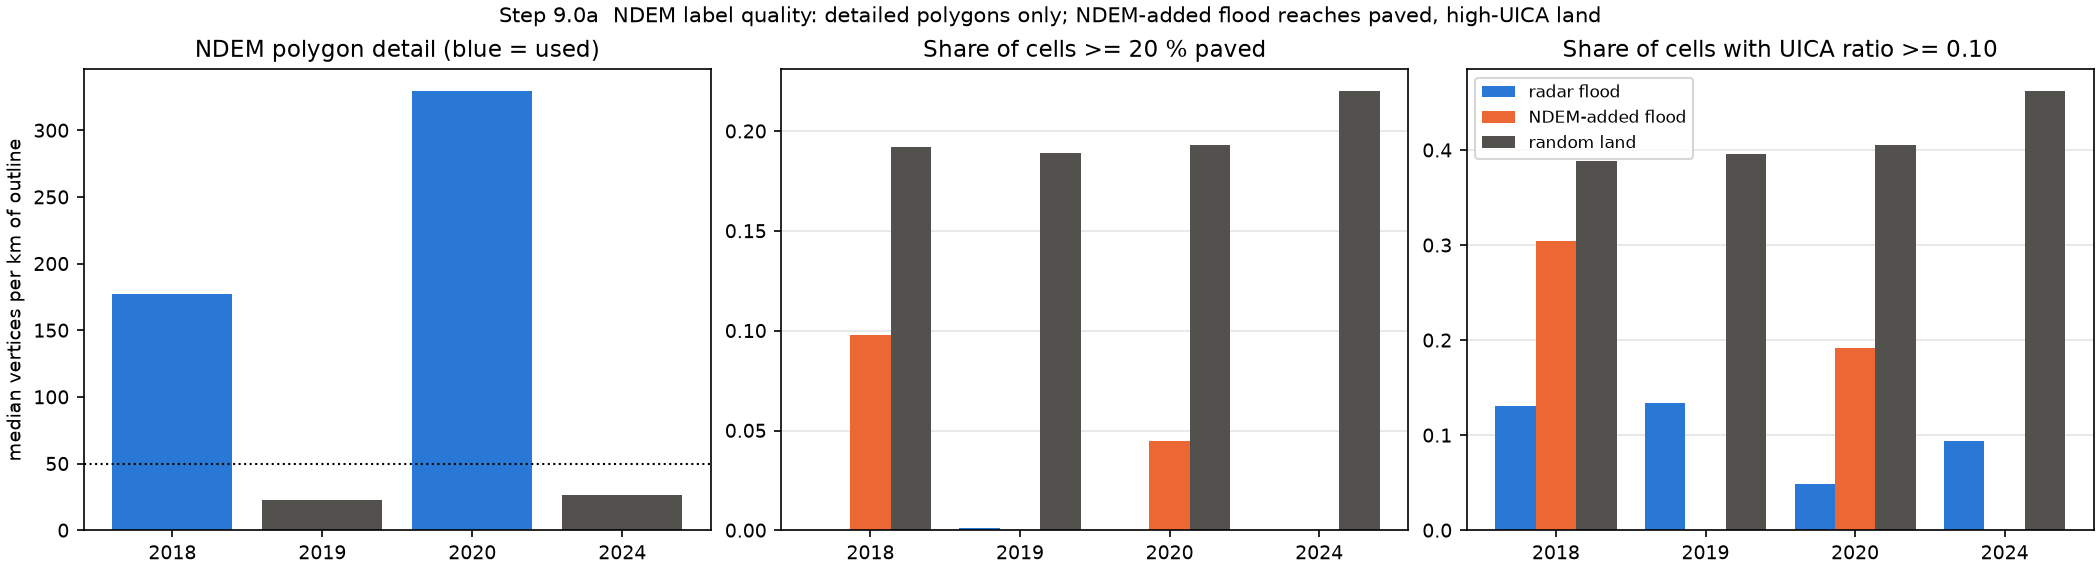 Step 9.0a  NDEM label quality: detailed polygons only; NDEM-added flood reaches paved, high-UICA land
NDEM polygon detail (blue = used)
median vertices per km of outline
300
250
200
150
100
50
0
2018 2019 2020 2024
Share of cells >= 20 % paved
0.20
0.15
0.10
0.05
0.00
2018 2019 2020 2024
Share of cells with UICA ratio >= 0.10
radar flood
NDEM-added flood
random land
0.4
0.3
0.2
0.1
0.0
2018 2019 2020 2024